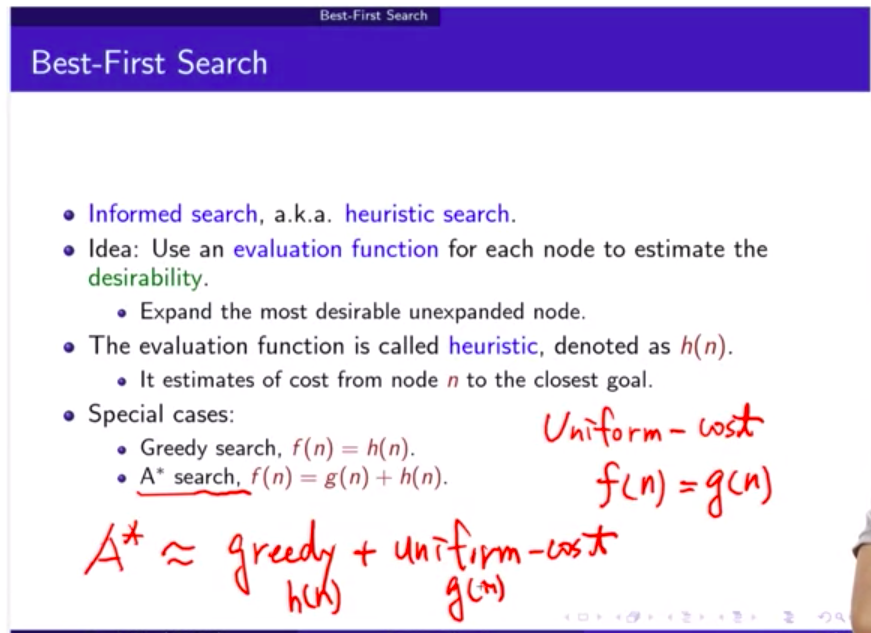 Best-First Search
Best-First Search
Informed search, a.k.a. heuristic search.
Idea: Use an evaluation function for each node to estimate the
desirability.
Expand the most desirable unexpanded node.
The evaluation function is called heuristic, denoted as h(n).
It estimates of cost from node n to the closest goal.
Special cases:
Greedy search, f(n) = h(n).
A* search, f(n) = g(n) + h(n).
Uniform-cost
f(n) = g(n)
A* ≈ greedy + uniform-cost
h(n) g(n)